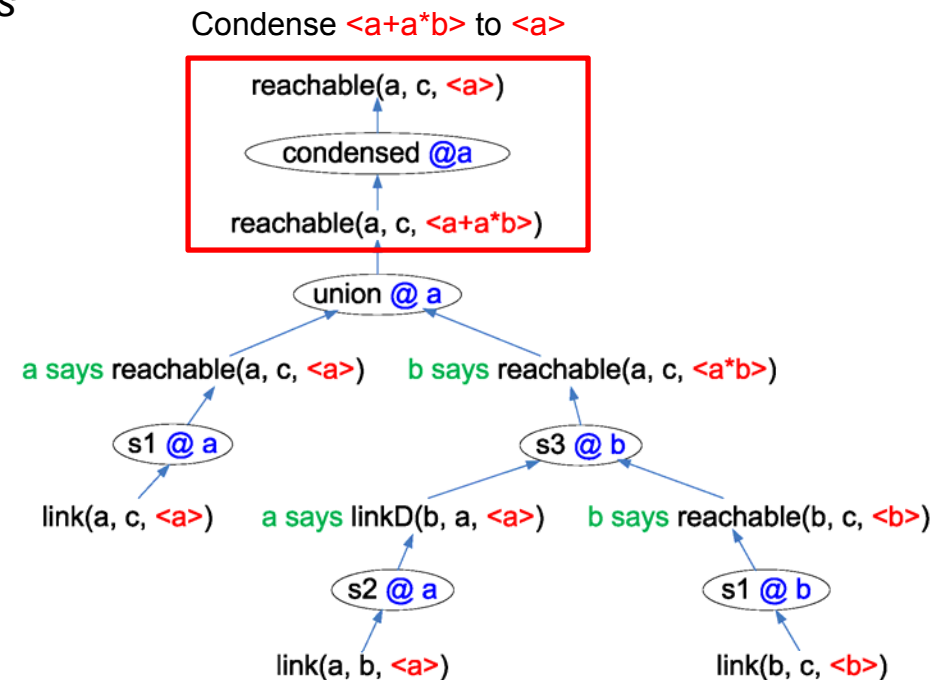 s
Condense <a+a*b> to <a>
reachable(a, c, <a>)
condensed @a
reachable(a, c, <a+a*b>)
union @ a
a says reachable(a, c, <a>) b says reachable(a, c, <a*b>)
s1 @ a s3 @ b
link(a, c, <a>) a says linkD(b, a, <a>) b says reachable(b, c, <b>)
s2 @ a s1 @ b
link(a, b, <a>) link(b, c, <b>)